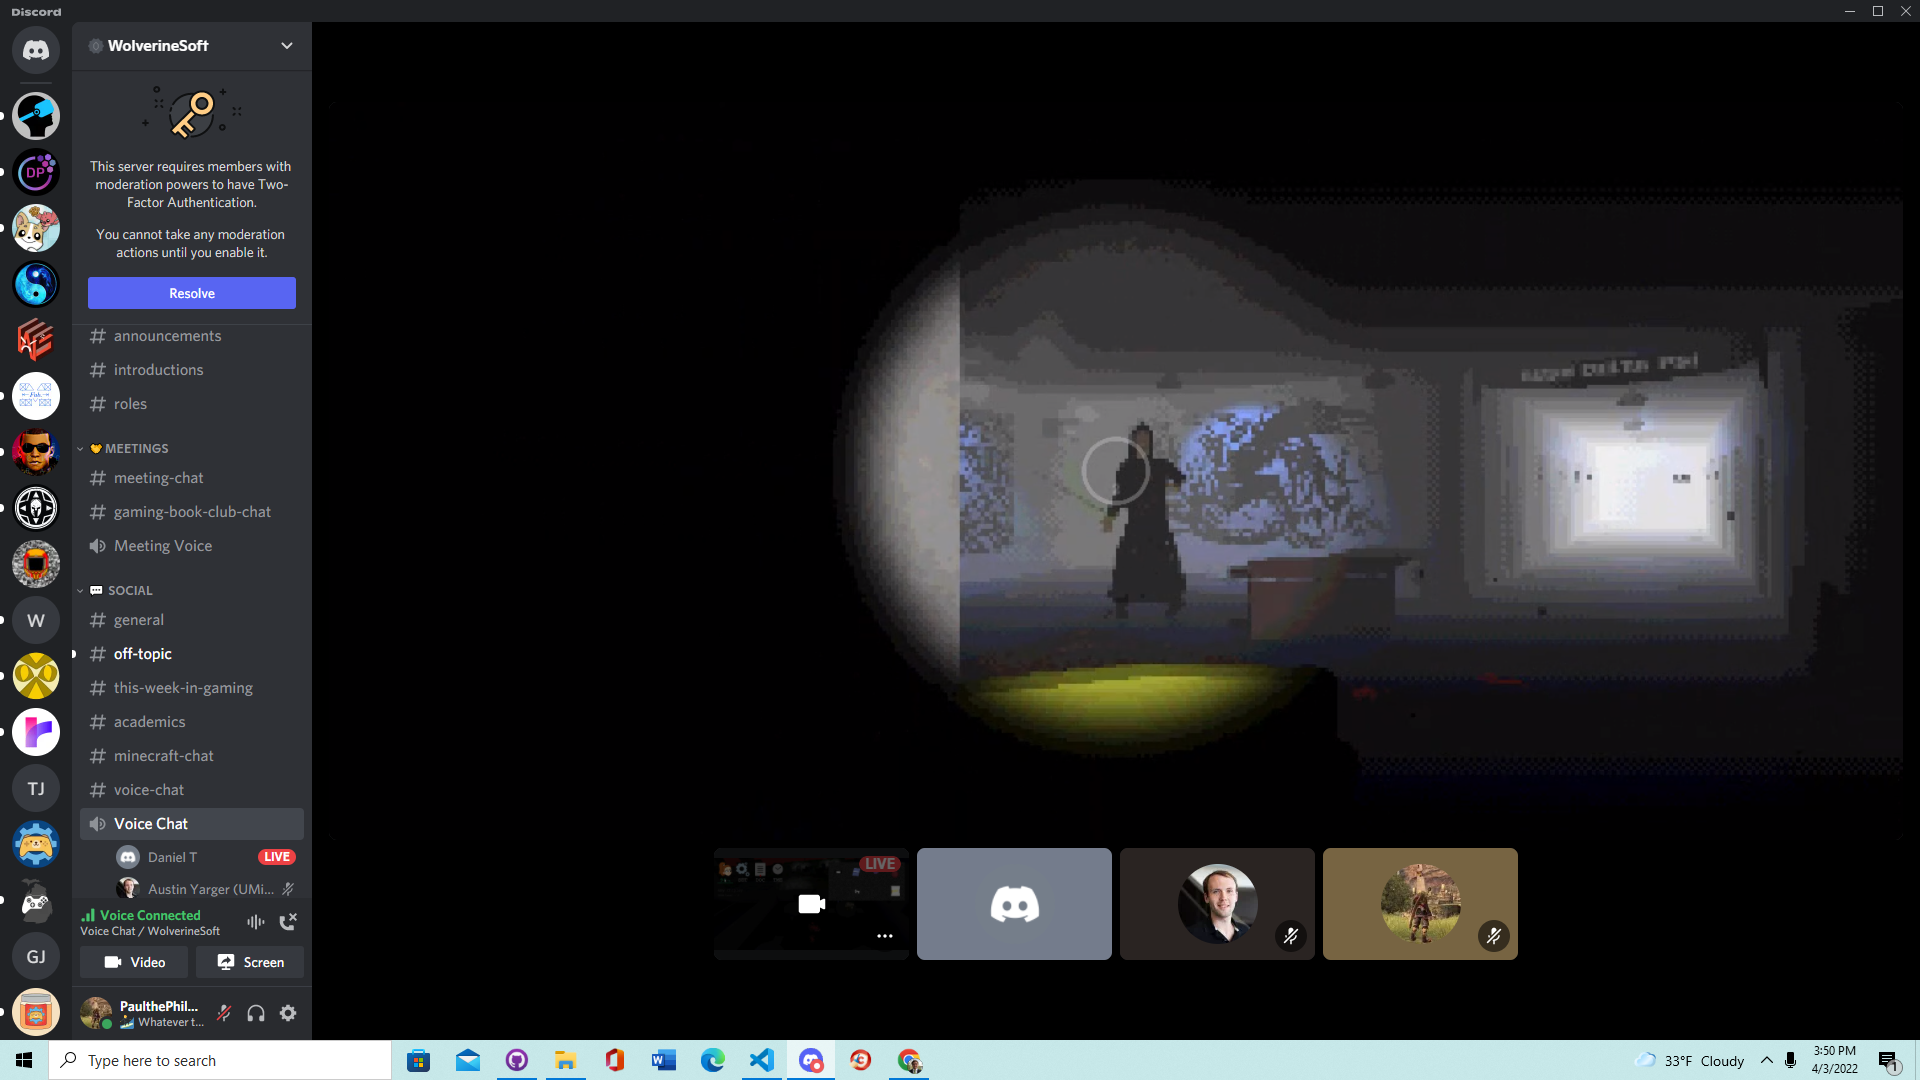 Discord
WolverineSoft
This server requires members with
moderation powers to have Two-
Factor Authentication.
You cannot take any moderation
actions until you enable it.
Resolve
announcements
introductions
roles
MEETINGS
meeting-chat
gaming-book-club-chat
Meeting Voice
SOCIAL
general
off-topic
this-week-in-gaming
academics
minecraft-chat
voice-chat
Voice Chat
Daniel T
LIVE
Austin Yarger (UMi...
Voice Connected
Voice Chat / WolverineSoft
Video
Screen
PaulthePhil...
Whatever t...
DP
W
TJ
GJ
LIVE
Type here to search
33°F Cloudy
3:50 PM
4/3/2022
1